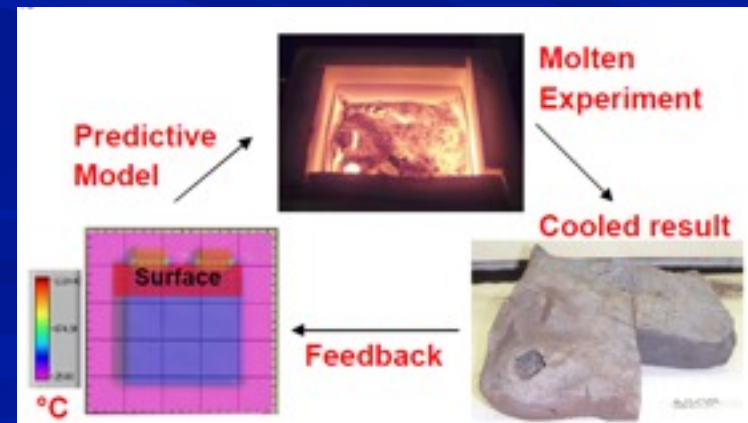 Molten
Experiment
Predictive
Model
Cooled result
Surface
Feedback
°C